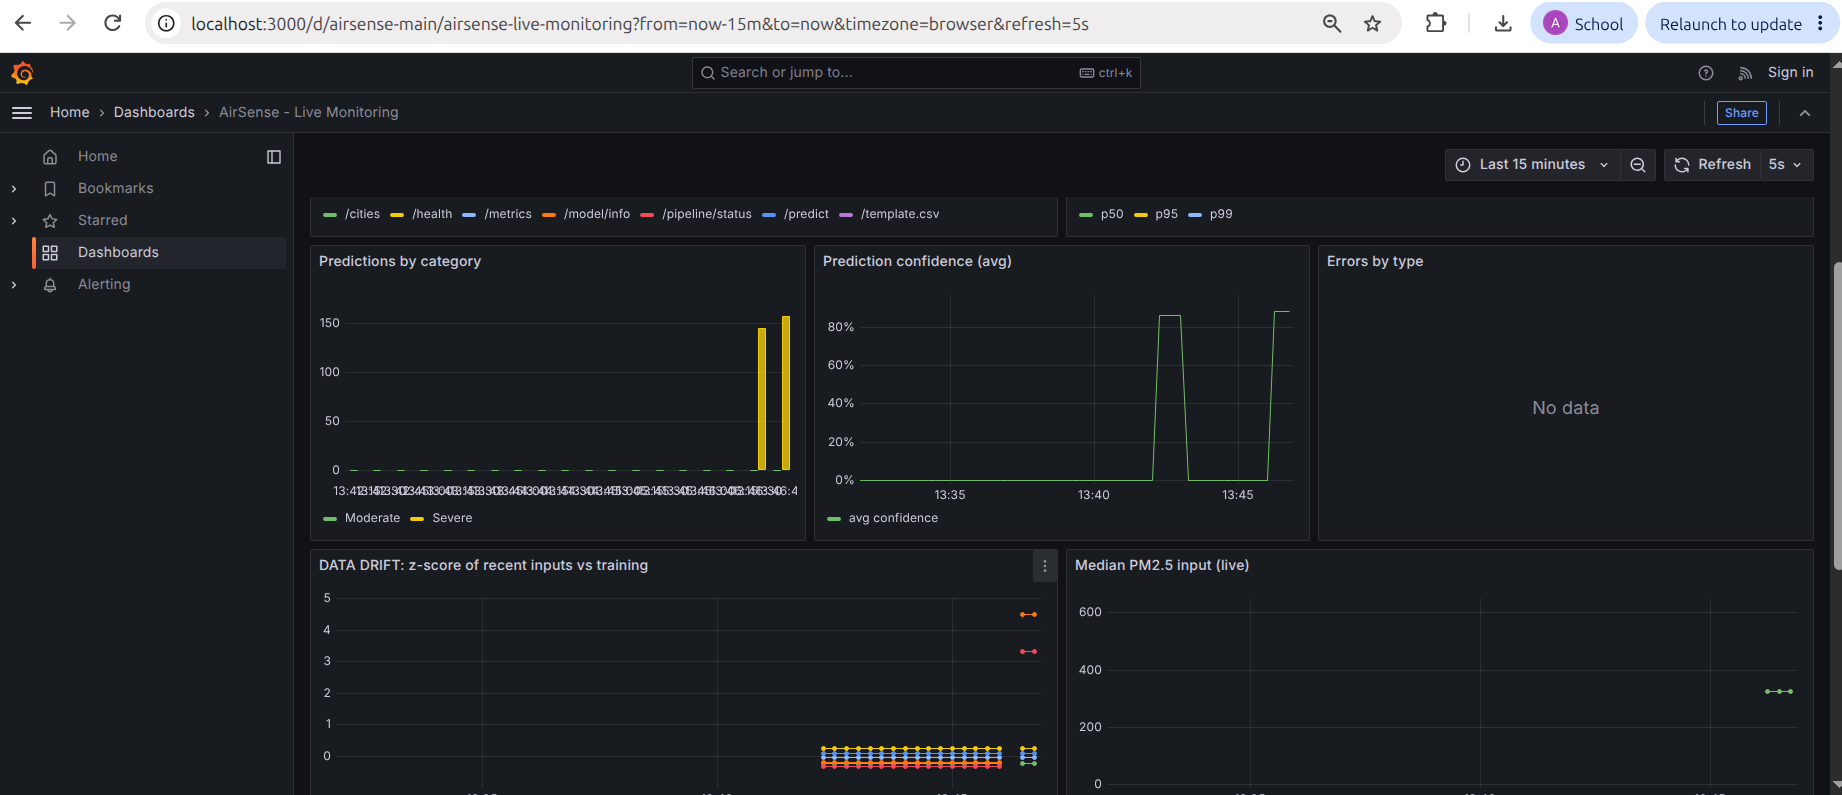 localhost:3000/d/airsense-main/airsense-live-monitoring?from=now-15m&to=now&timezone=browser&refresh=5s
A School
Relaunch to update
Search or jump to...
ctrl+k
Sign in
Home › Dashboards › AirSense - Live Monitoring
Share
Home
Bookmarks
Starred
Dashboards
Alerting
Last 15 minutes
Refresh 5s
/cities /health /metrics /model/info /pipeline/status /predict /template.csv
p50 p95 p99
Predictions by category
150
100
50
0
Moderate Severe
Prediction confidence (avg)
80%
60%
40%
20%
0%
13:35 13:40 13:45
avg confidence
Errors by type
No data
DATA DRIFT: z-score of recent inputs vs training
5
4
3
2
1
0
Median PM2.5 input (live)
600
400
200
0